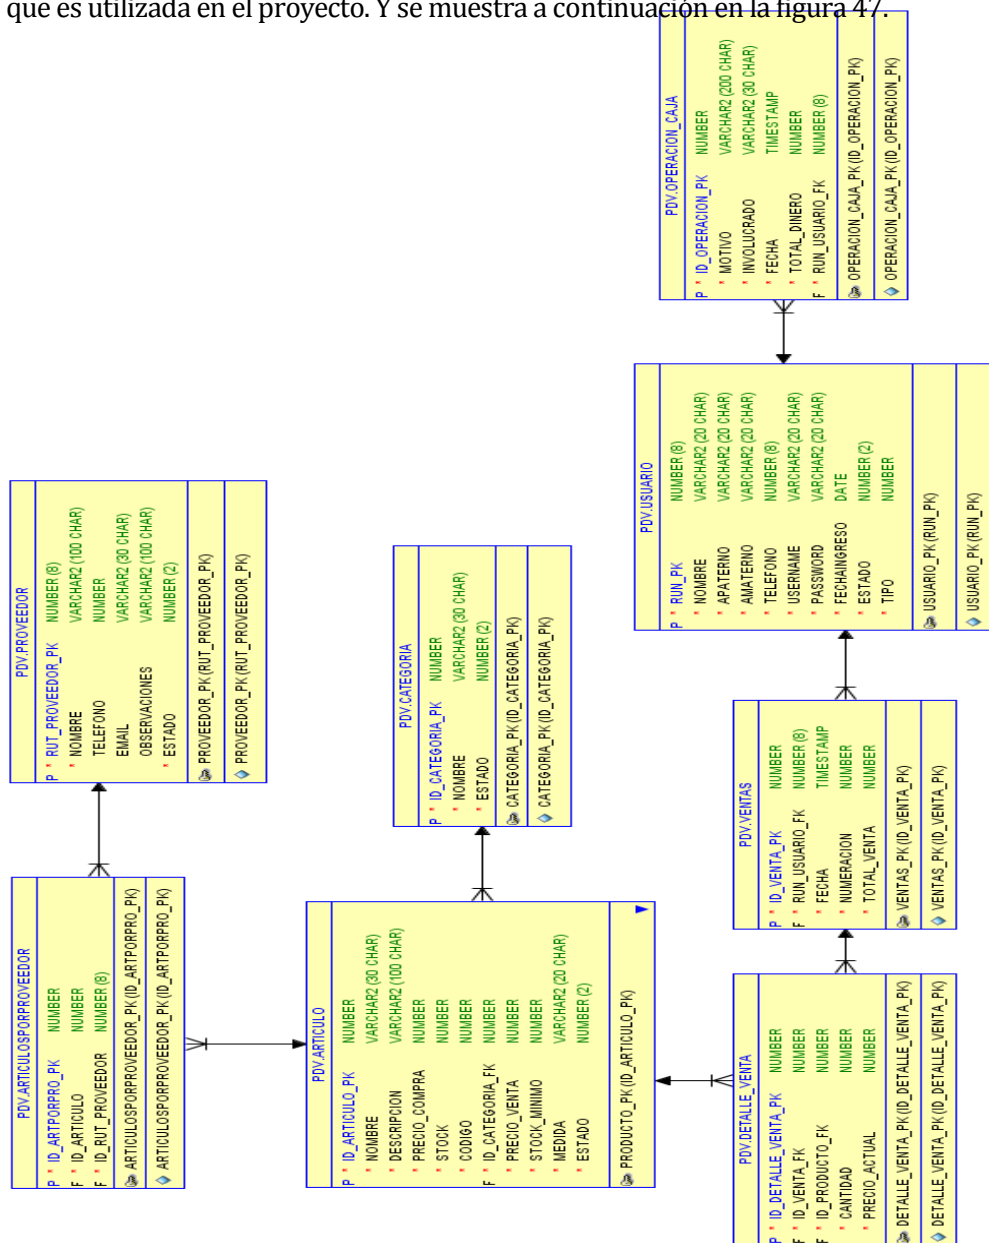 que es utilizada en el proyecto. Y se muestra a continuación en la figura 47.
PDV.ARTICULOSPORPROVEEDOR
P * ID_ARTPORPRO_PK NUMBER
F * ID_ARTICULO NUMBER
F * ID_RUT_PROVEEDOR NUMBER (8)
ARTICULOSPORPROVEEDOR_PK (ID_ARTPORPRO_PK)
ARTICULOSPORPROVEEDOR_PK (ID_ARTPORPRO_PK)
PDV.PROVEEDOR
P * RUT_PROVEEDOR_PK NUMBER (8)
* NOMBRE VARCHAR2 (100 CHAR)
TELEFONO NUMBER
EMAIL VARCHAR2 (30 CHAR)
OBSERVACIONES VARCHAR2 (100 CHAR)
* ESTADO NUMBER (2)
PROVEEDOR_PK (RUT_PROVEEDOR_PK)
PROVEEDOR_PK (RUT_PROVEEDOR_PK)
PDV.ARTICULO
P * ID_ARTICULO_PK NUMBER
* NOMBRE VARCHAR2 (30 CHAR)
* DESCRIPCION VARCHAR2 (100 CHAR)
* PRECIO_COMPRA NUMBER
* STOCK NUMBER
* CODIGO NUMBER
F * ID_CATEGORIA_FK NUMBER
* PRECIO_VENTA NUMBER
* STOCK_MINIMO NUMBER
* MEDIDA VARCHAR2 (20 CHAR)
* ESTADO NUMBER (2)
PRODUCTO_PK (ID_ARTICULO_PK)
PDV.CATEGORIA
P * ID_CATEGORIA_PK NUMBER
* NOMBRE VARCHAR2 (30 CHAR)
* ESTADO NUMBER (2)
CATEGORIA_PK (ID_CATEGORIA_PK)
CATEGORIA_PK (ID_CATEGORIA_PK)
PDV.DETALLE_VENTA
P * ID_DETALLE_VENTA_PK NUMBER
F * ID_VENTA_FK NUMBER
F * ID_PRODUCTO_FK NUMBER
* CANTIDAD NUMBER
* PRECIO_ACTUAL NUMBER
DETALLE_VENTA_PK (ID_DETALLE_VENTA_PK)
DETALLE_VENTA_PK (ID_DETALLE_VENTA_PK)
PDV.VENTAS
P * ID_VENTA_PK NUMBER
F * RUN_USUARIO_FK NUMBER (8)
* FECHA TIMESTAMP
* NUMERACION NUMBER
* TOTAL_VENTA NUMBER
VENTAS_PK (ID_VENTA_PK)
VENTAS_PK (ID_VENTA_PK)
PDV.USUARIO
P * RUN_PK NUMBER (8)
* NOMBRE VARCHAR2 (20 CHAR)
* APATERNO VARCHAR2 (20 CHAR)
* AMATERNO VARCHAR2 (20 CHAR)
* TELEFONO NUMBER (8)
* USERNAME VARCHAR2 (20 CHAR)
* PASSWORD VARCHAR2 (20 CHAR)
* FECHAINGRESO DATE
* ESTADO NUMBER (2)
* TIPO NUMBER
USUARIO_PK (RUN_PK)
USUARIO_PK (RUN_PK)
PDV.OPERACION_CAJA
P * ID_OPERACION_PK NUMBER
* MOTIVO VARCHAR2 (200 CHAR)
* INVOLUCRADO VARCHAR2 (30 CHAR)
* FECHA TIMESTAMP
* TOTAL_DINERO NUMBER
F * RUN_USUARIO_FK NUMBER (8)
OPERACION_CAJA_PK (ID_OPERACION_PK)
OPERACION_CAJA_PK (ID_OPERACION_PK)